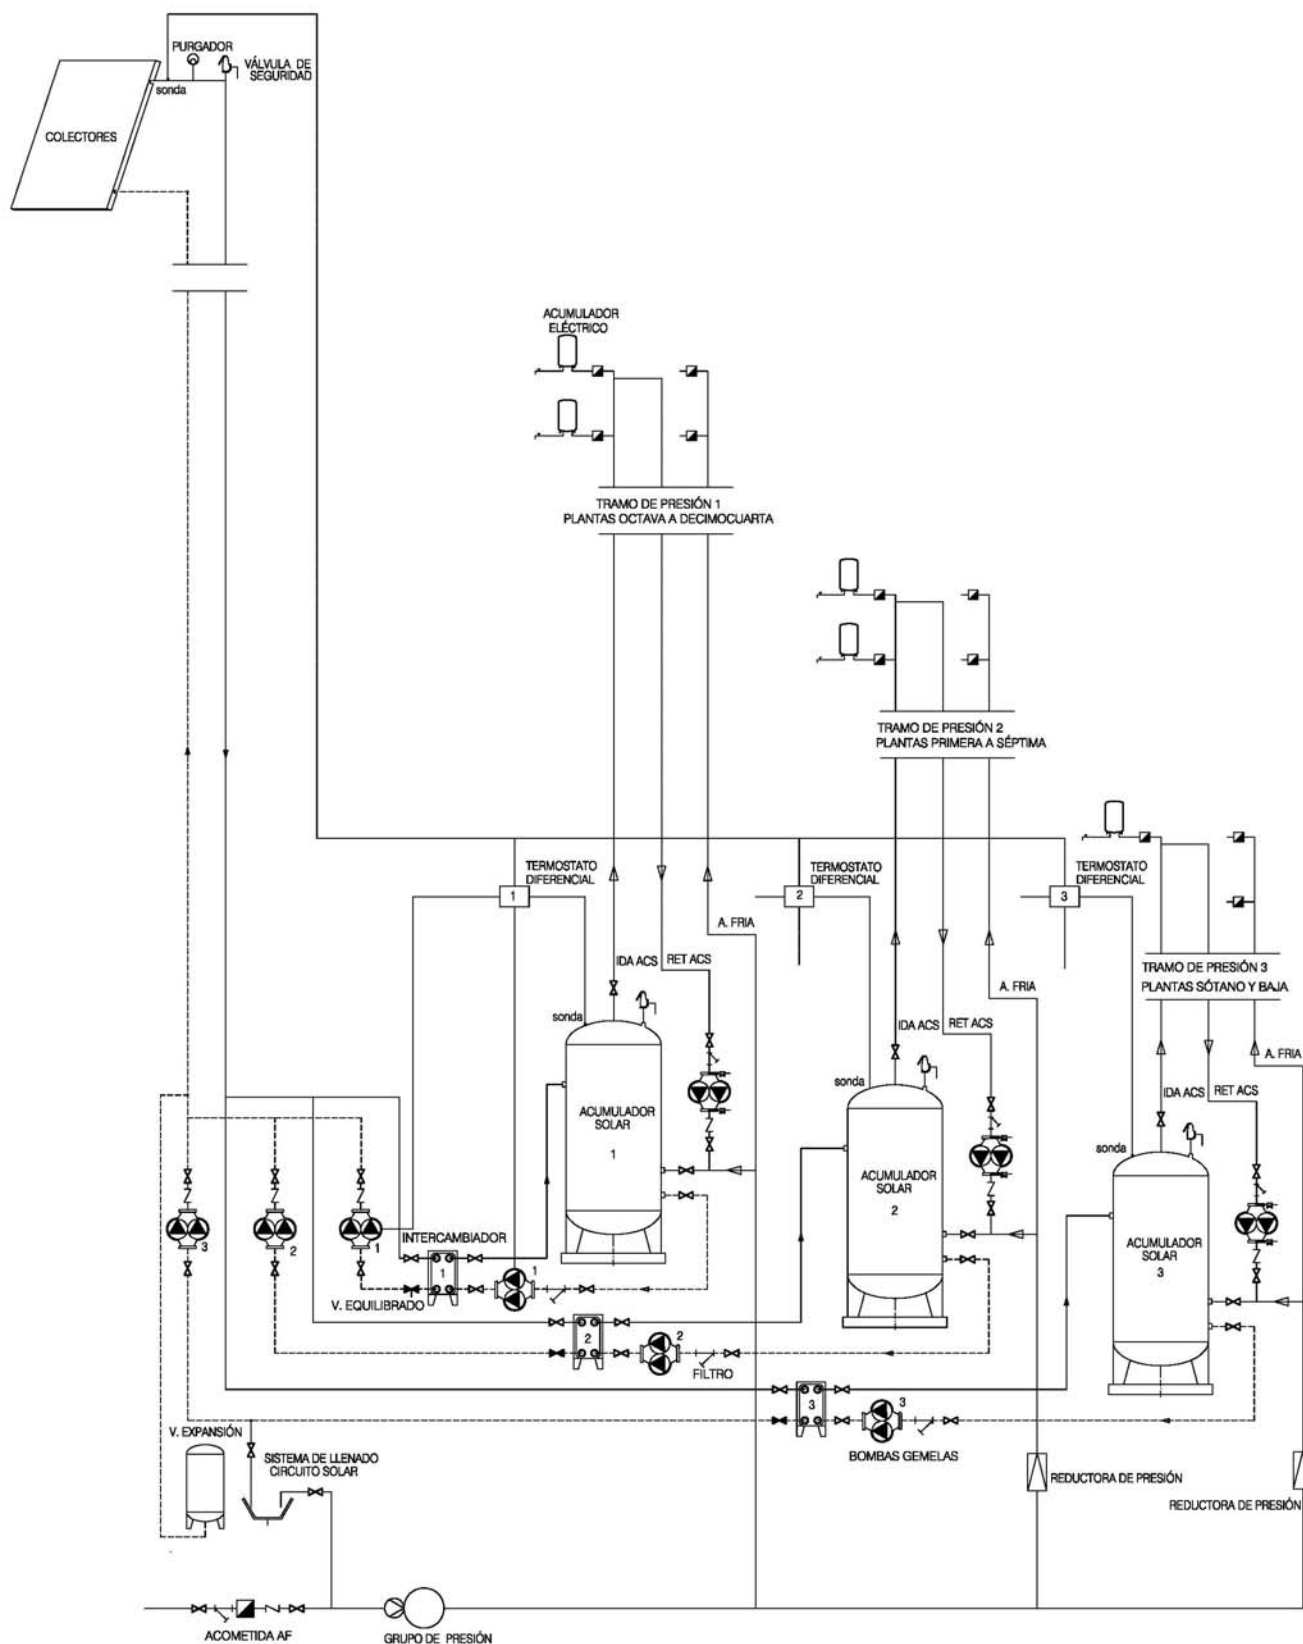 PURGADOR
VÁLVULA DE
SEGURIDAD
sonda
COLECTORES
ACUMULADOR
ELÉCTRICO
TRAMO DE PRESIÓN 1
PLANTAS OCTAVA A DECIMOCUARTA
TRAMO DE PRESIÓN 2
PLANTAS PRIMERA A SÉPTIMA
TERMOSTATO
DIFERENCIAL
1
TERMOSTATO
DIFERENCIAL
2
TERMOSTATO
DIFERENCIAL
3
A. FRIA
IDA ACS
RET ACS
TRAMO DE PRESIÓN 3
PLANTAS SÓTANO Y BAJA
A. FRIA
sonda
IDA ACS
RET ACS
A. FRIA
sonda
IDA ACS
RET ACS
ACUMULADOR
SOLAR
1
sonda
ACUMULADOR
SOLAR
2
ACUMULADOR
SOLAR
3
3
2
1
INTERCAMBIADOR
1
1
V. EQUILIBRADO
2
2
FILTRO
3
3
BOMBAS GEMELAS
V. EXPANSIÓN
SISTEMA DE LLENADO
CIRCUITO SOLAR
REDUCTORA DE PRESIÓN
REDUCTORA DE PRESIÓN
ACOMETIDA AF
GRUPO DE PRESIÓN